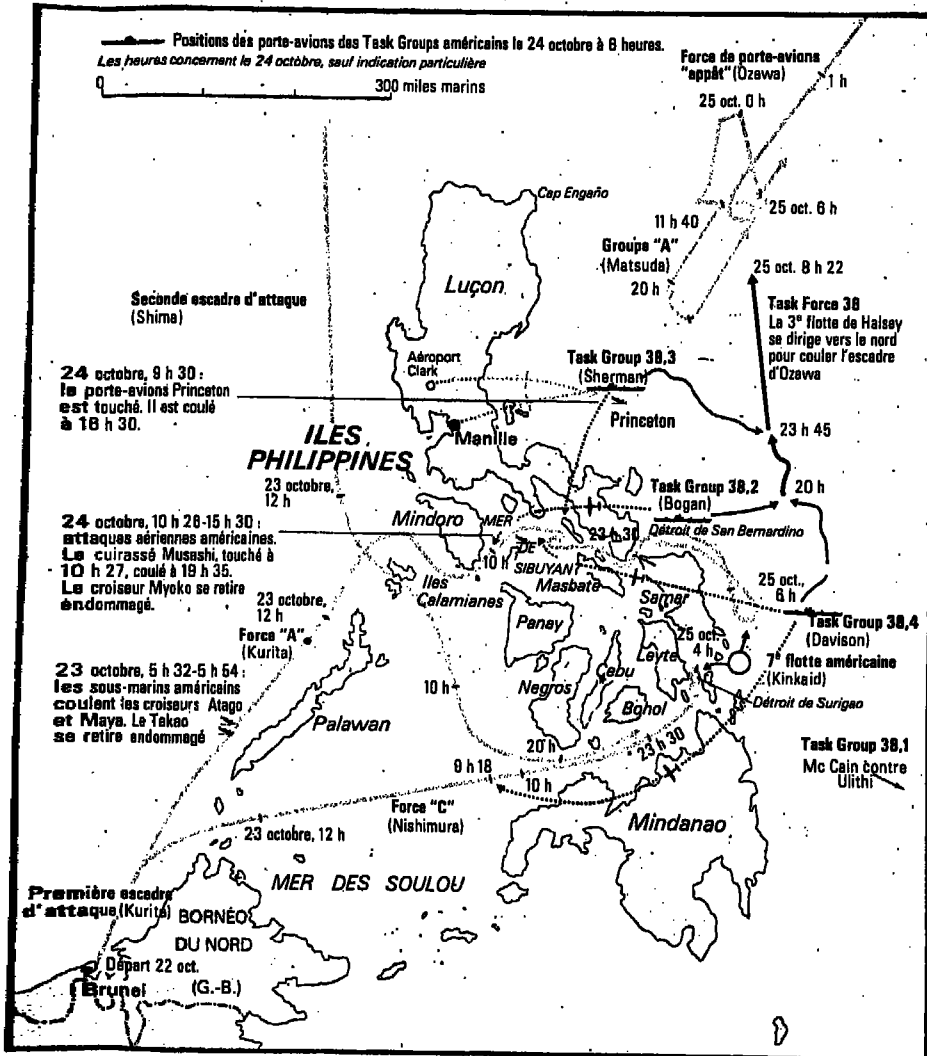 Positions des porte-avions des Task Groups américains le 24 octobre à 6 heures.
Les heures concernent le 24 octobre, sauf indication particulière
0 300 miles marins
Force de porte-avions
"appât" (Ozawa)
1 h
25 oct. 0 h
Cap Engaño
11 h 40
25 oct. 6 h
Groupe "A"
(Matsuda)
20 h
25 oct. 8 h 22
Luçon
Seconde escadre d'attaque
(Shima)
Task Force 38
La 3e flotte de Halsey
se dirige vers le nord
pour couler l'escadre
d'Ozawa
Aéroport
Clark
Task Group 38,3
(Sherman)
24 octobre, 9 h 30 :
le porte-avions Princeton
est touché. Il est coulé
à 16 h 30.
Princeton
Manille
23 h 45
ILES
PHILIPPINES
23 octobre,
12 h
Task Group 38,2
(Bogan)
20 h
Mindoro
MER
DE
SIBUYANT
23 h 30
Détroit de San Bernardino
24 octobre, 10 h 26-15 h 30 :
attaques aériennes américaines.
Le cuirassé Musashi, touché à
10 h 27, coulé à 19 h 35.
Le croiseur Myoko se retire
endommagé.
10 h
Masbate
Iles
Calamianes
Samar
25 oct.,
6 h
23 octobre,
12 h
Panay
Task Group 38,4
(Davison)
Force "A"
(Kurita)
Leyte
25 oct.
4 h
7e flotte américaine
(Kinkaid)
23 octobre, 5 h 32-5 h 54 :
les sous-marins américains
coulent les croiseurs Atago
et Maya. Le Takao
se retire endommagé
10 h
Negros
Cebu
Bohol
Détroit de Surigao
Palawan
20 h
23 h 30
Task Group 38,1
Mc Cain contre
Ulithi
9 h 18
10 h
Force "C"
(Nishimura)
23 octobre, 12 h
Mindanao
MER DES SOULOU
Première escadre
d'attaque (Kurita)
BORNÉO
DU NORD
(G.-B.)
Départ 22 oct.
Brunei